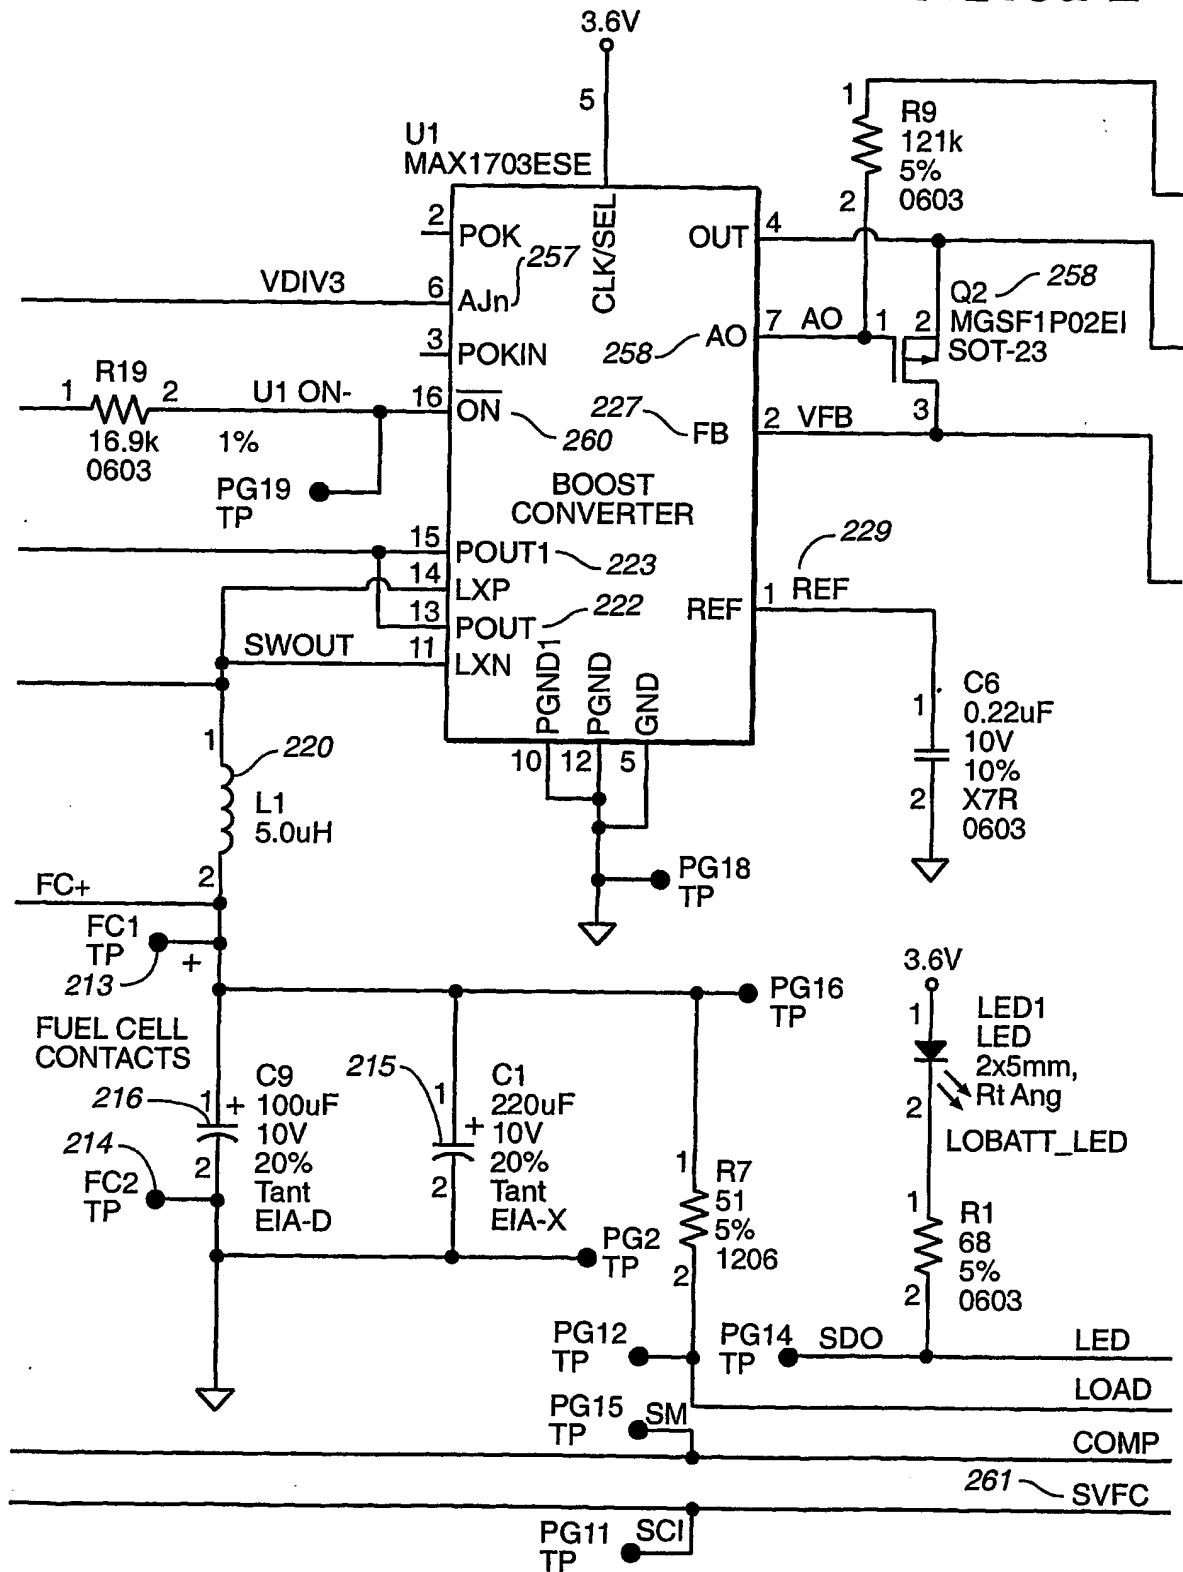 3.6V
5
U1
MAX1703ESE
1
R9
121k
5%
0603
2
CLK/SEL
2
POK
257
OUT
4
VDIV3
6
AJn
Q2
258
MGSF1P02EI
SOT-23
3
POKIN
258
AO
7
AO
1
2
3
R19
1
2
16.9k
0603
1%
U1 ON-
16
ON
260
227
FB
2
VFB
PG19
TP
BOOST
CONVERTER
15
POUT1
223
229
14
LXP
REF
1
REF
13
POUT
222
SWOUT
11
LXN
PGND1
PGND
GND
10
12
5
C6
0.22uF
10V
10%
X7R
0603
1
2
1
220
L1
5.0uH
2
FC+
PG18
TP
FC1
TP
+
213
3.6V
PG16
TP
FUEL CELL
CONTACTS
1
LED1
LED
2x5mm,
Rt Ang
2
LOBATT_LED
216
1
+
C9
100uF
10V
20%
Tant
EIA-D
2
215
1
+
C1
220uF
10V
20%
Tant
EIA-X
2
214
FC2
TP
1
R7
51
5%
1206
2
1
R1
68
5%
0603
2
PG2
TP
PG12
TP
PG14
TP
SDO
LED
LOAD
PG15
TP
SM
COMP
261
SVFC
PG11
TP
SCI